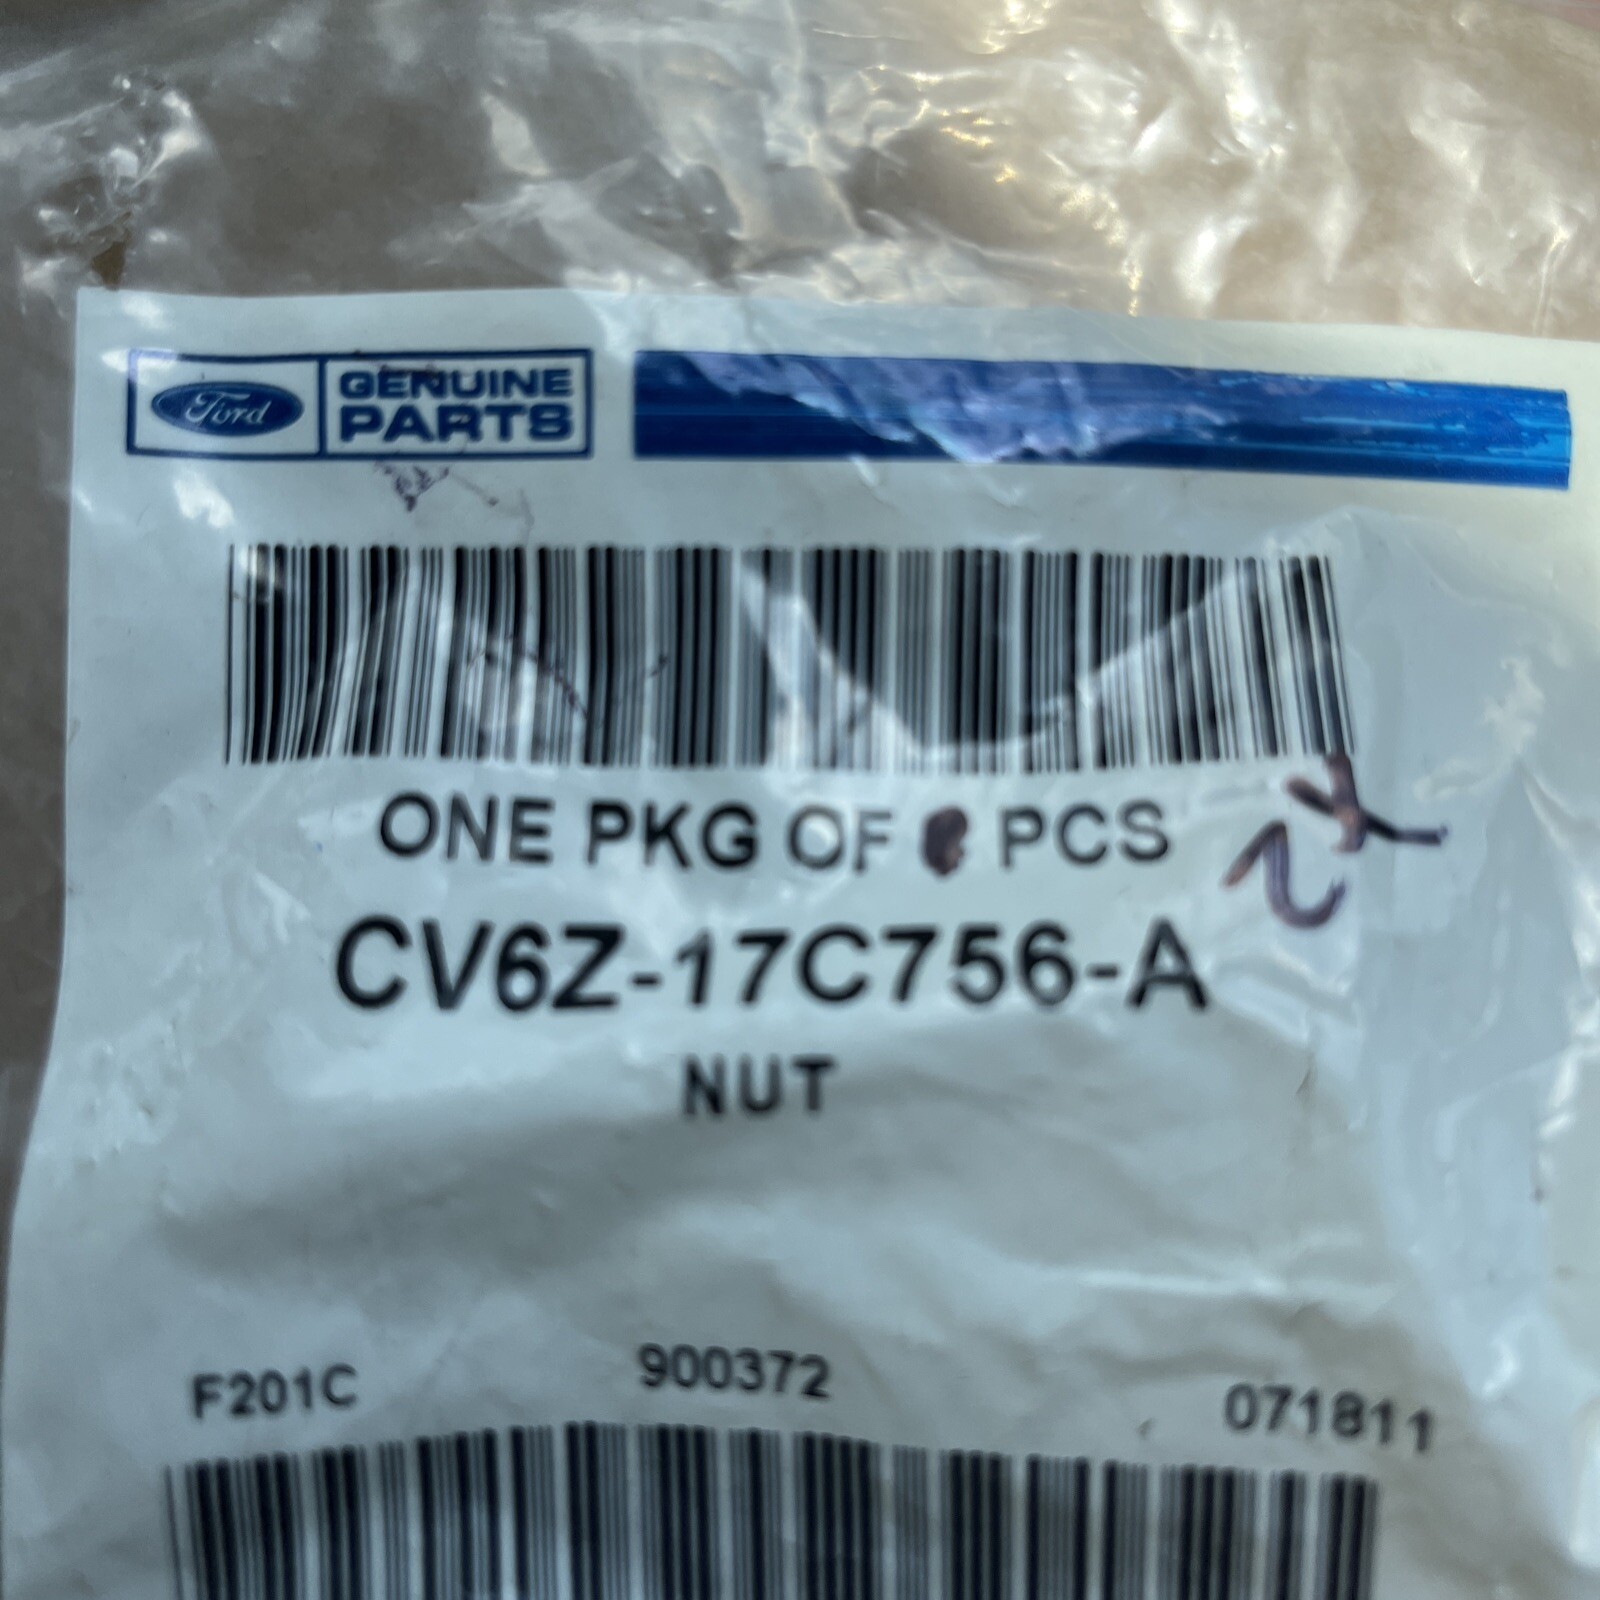 Ford GENUINE
PARTS
ONE PKG OF PCS
CV6Z-17C756-A
NUT
F201C 900372 071811